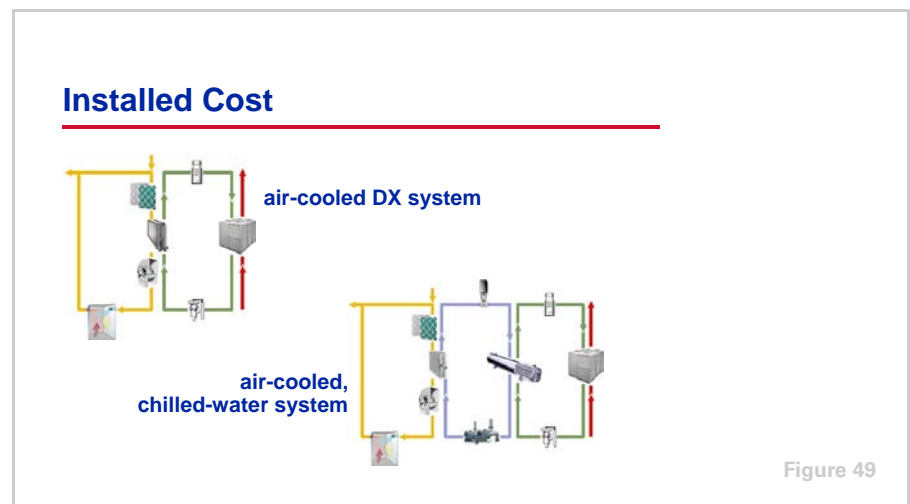 Installed Cost
air-cooled DX system
air-cooled,
chilled-water system
Figure 49